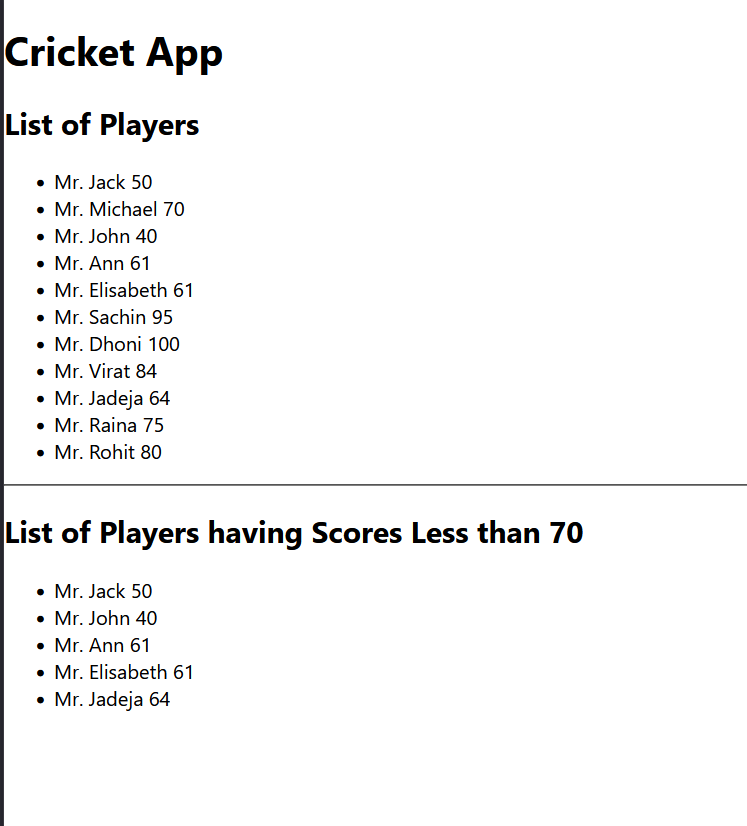 Cricket App
List of Players
• Mr. Jack 50
• Mr. Michael 70
• Mr. John 40
• Mr. Ann 61
• Mr. Elisabeth 61
• Mr. Sachin 95
• Mr. Dhoni 100
• Mr. Virat 84
• Mr. Jadeja 64
• Mr. Raina 75
• Mr. Rohit 80
List of Players having Scores Less than 70
• Mr. Jack 50
• Mr. John 40
• Mr. Ann 61
• Mr. Elisabeth 61
• Mr. Jadeja 64